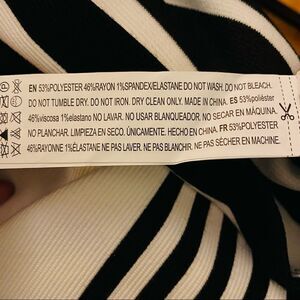 EN 53%POLYESTER 46%RAYON 1%SPANDEX/ELASTANE DO NOT WASH. DO NOT BLEACH.
DO NOT TUMBLE DRY. DO NOT IRON. DRY CLEAN ONLY. MADE IN CHINA. ES 53%poliéster
46%viscosa 1%elastano NO LAVAR. NO USAR BLANQUEADOR. NO SECAR EN MÁQUINA.
NO PLANCHAR. LIMPIEZA EN SECO. ÚNICAMENTE. HECHO EN CHINA. FR 53%POLYESTER
46%RAYONNE 1%ÉLASTANE NE PAS LAVER. NE PAS BLANCHIR. NE PAS SÉCHER EN MACHINE.